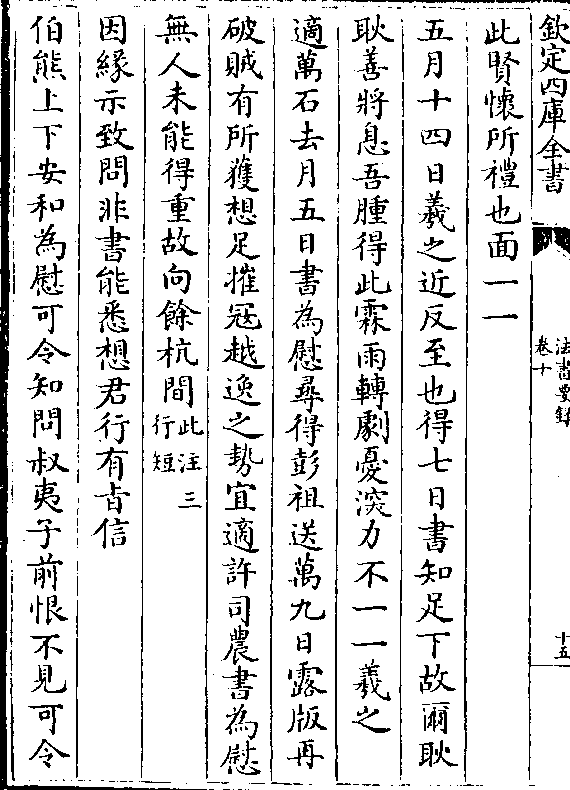 欽定四庫全書
法書要録
卷十
十五
此賢懷所禮也面一一
五月十四日羲之近反至也得七日書知足下故爾耿
耿善將息吾腫得此霖雨轉劇憂深力不一一羲之
適萬石去月五日書為慰尋得彭祖送萬九日露版再
破賊有所獲想足摧冦越逸之勢宜適許司農書為慰
無人未能得重故向餘杭間此注三
行短
因縁示致問非書能悉想君行有旨信
伯熊上下安和為慰可令知問叔夷子前恨不見可令